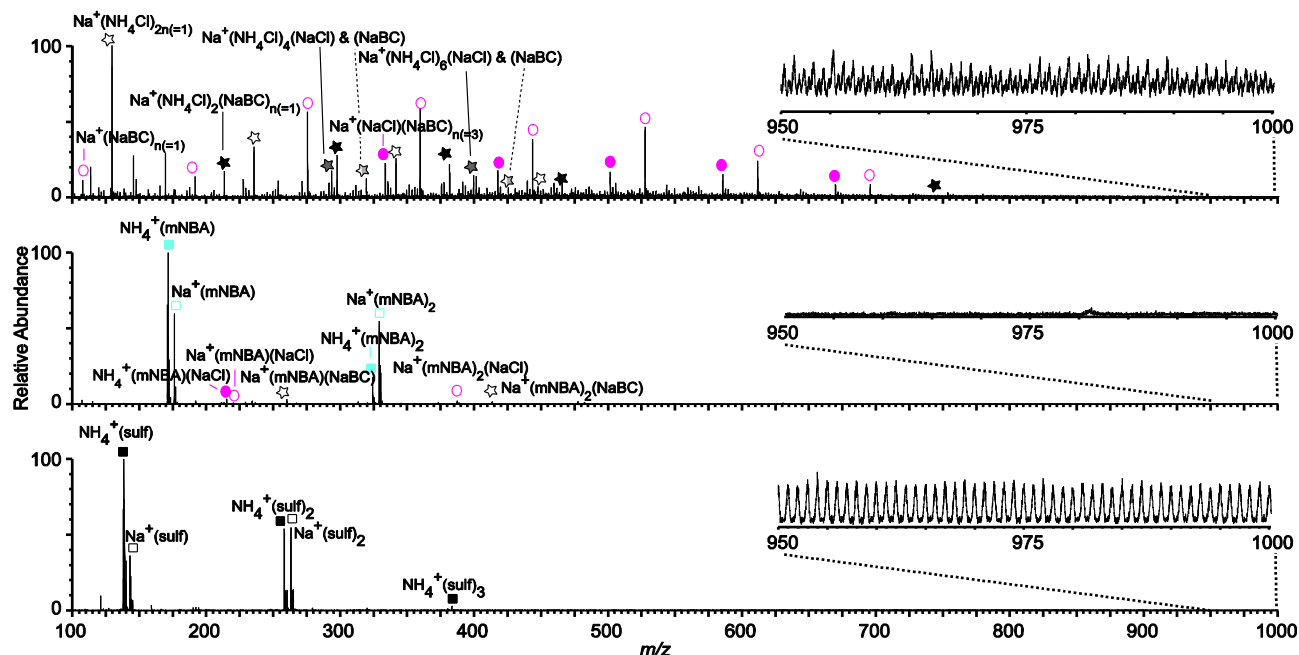 Na+(NH4Cl)2n(=1)
Na+(NH4Cl)4(NaCl) & (NaBC)
Na+(NH4Cl)6(NaCl) & (NaBC)
100
Na+(NH4Cl)2(NaBC)n(=1)
Na+(NaCl)(NaBC)n(=3)
Na+(NaBC)n(=1)
950 975 1000
0
NH4+(mNBA)
100
Na+(mNBA)
Na+(mNBA)2
NH4+(mNBA)2
Na+(mNBA)(NaCl)
NH4+(mNBA)(NaCl)
Na+(mNBA)(NaBC)
Na+(mNBA)2(NaCl)
Na+(mNBA)2(NaBC)
950 975 1000
0
Relative Abundance
NH4+(sulf)
100
Na+(sulf)
NH4+(sulf)2
Na+(sulf)2
NH4+(sulf)3
950 975 1000
0
100 200 300 400 500 600 700 800 900 1000
m/z